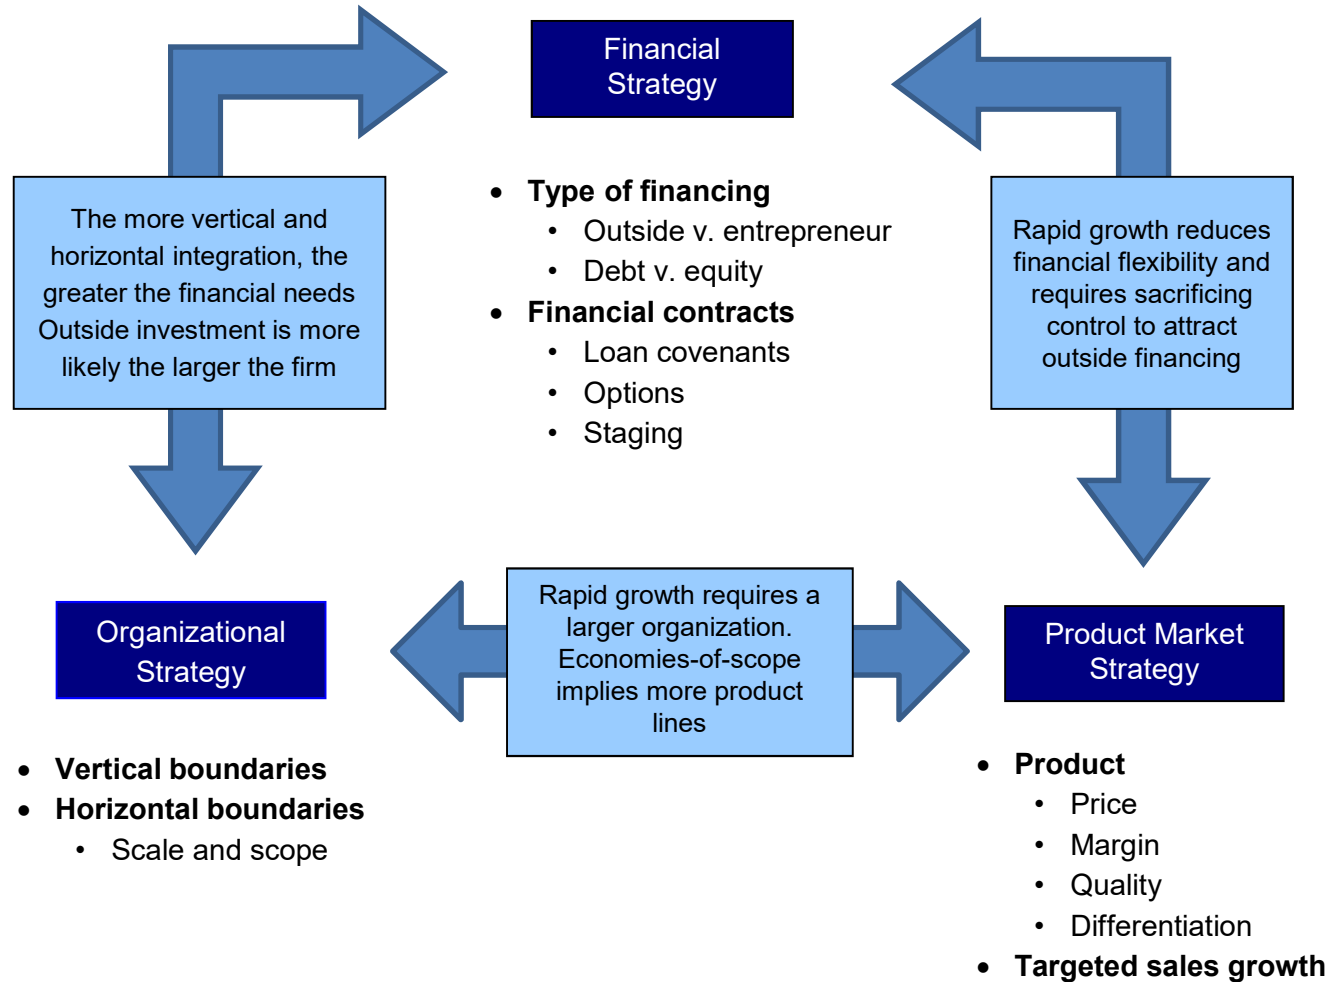 Financial
Strategy
The more vertical and
horizontal integration, the
greater the financial needs
Outside investment is more
likely the larger the firm
• Type of financing
• Outside v. entrepreneur
• Debt v. equity
• Financial contracts
• Loan covenants
• Options
• Staging
Rapid growth reduces
financial flexibility and
requires sacrificing
control to attract
outside financing
Organizational
Strategy
Rapid growth requires a
larger organization.
Economies-of-scope
implies more product
lines
Product Market
Strategy
• Vertical boundaries
• Horizontal boundaries
• Scale and scope
• Product
• Price
• Margin
• Quality
• Differentiation
• Targeted sales growth